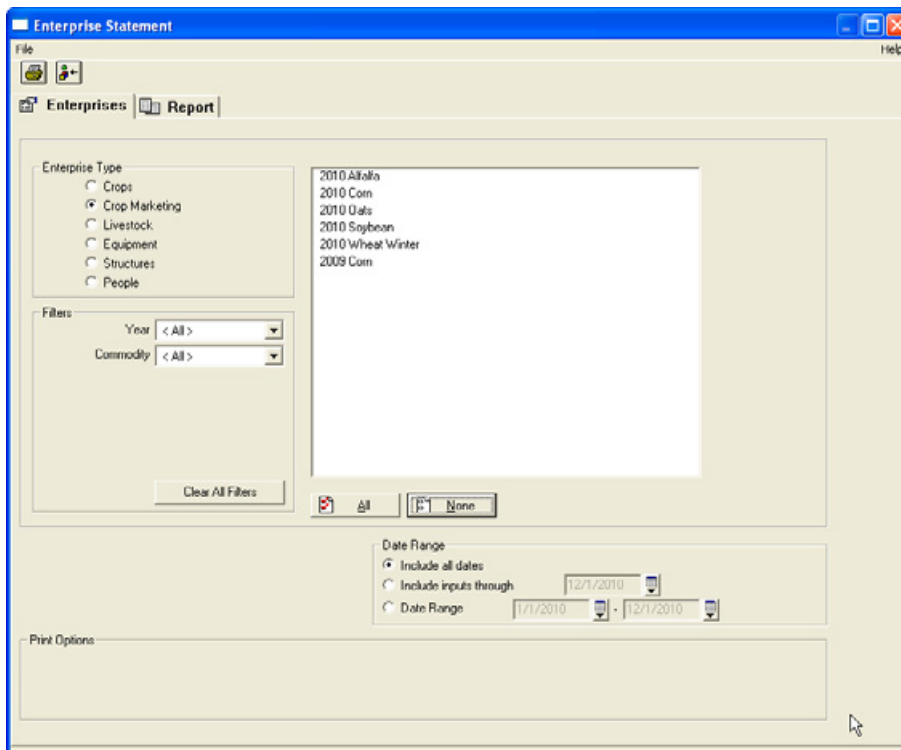 Enterprise Statement
File Help
Enterprises Report
Enterprise Type
Crops
Crop Marketing
Livestock
Equipment
Structures
People
2010 Alfalfa
2010 Corn
2010 Oats
2010 Soybean
2010 Wheat Winter
2009 Corn
Filters
Year < All >
Commodity < All >
Clear All Filters
All None
Date Range
Include all dates
Include inputs through 12/1/2010
Date Range 1/1/2010 - 12/1/2010
Print Options